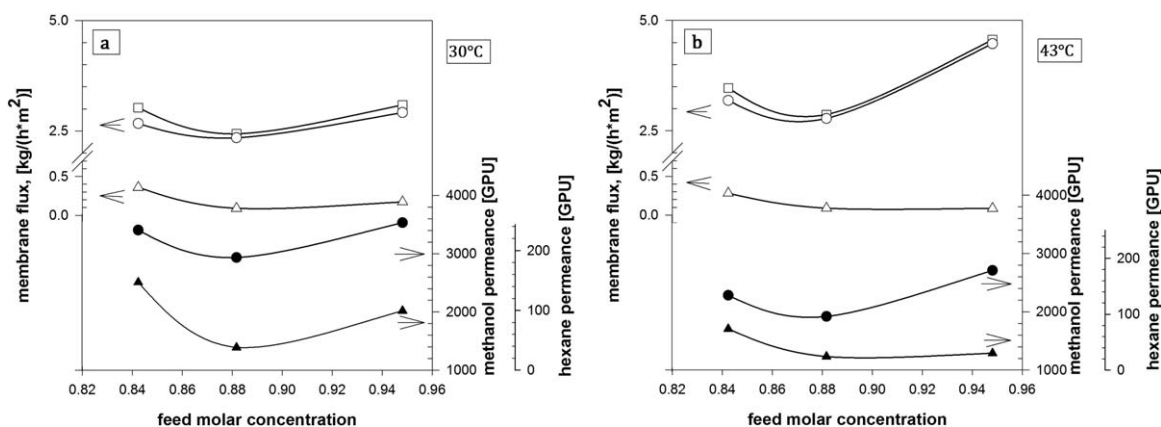 a
30°C
5.0
2.5
0.5
0.0
membrane flux, [kg/(h*m2)]
4000
3000
2000
1000
methanol permeance [GPU]
200
100
0
hexane permeance [GPU]
0.82 0.84 0.86 0.88 0.90 0.92 0.94 0.96
feed molar concentration
b
43°C
5.0
2.5
0.5
0.0
membrane flux, [kg/(h*m2)]
4000
3000
2000
1000
methanol permeance [GPU]
200
100
0
hexane permeance [GPU]
0.82 0.84 0.86 0.88 0.90 0.92 0.94 0.96
feed molar concentration